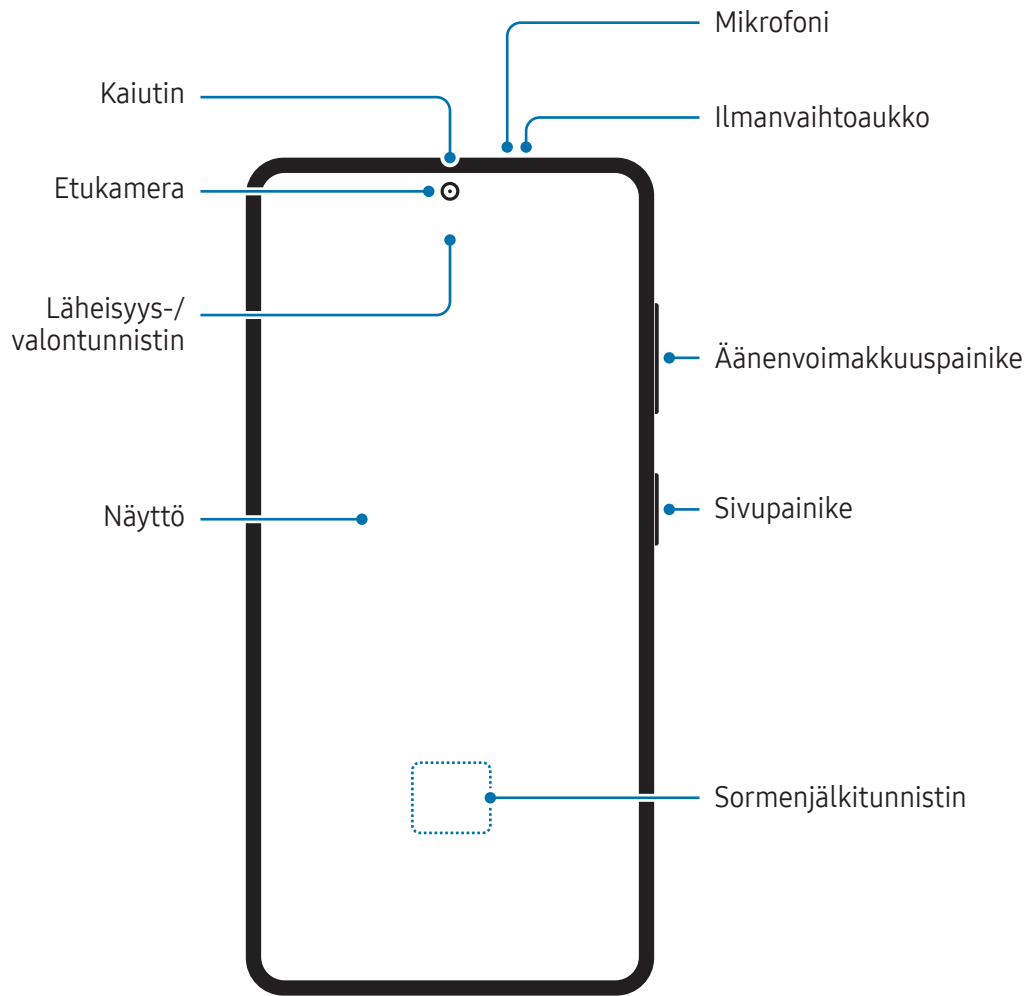 Mikrofoni
Kaiutin
Ilmanvaihtoaukko
Etukamera
Läheisyys-/
valontunnistin
Äänenvoimakkuuspainike
Näyttö
Sivupainike
Sormenjälkitunnistin